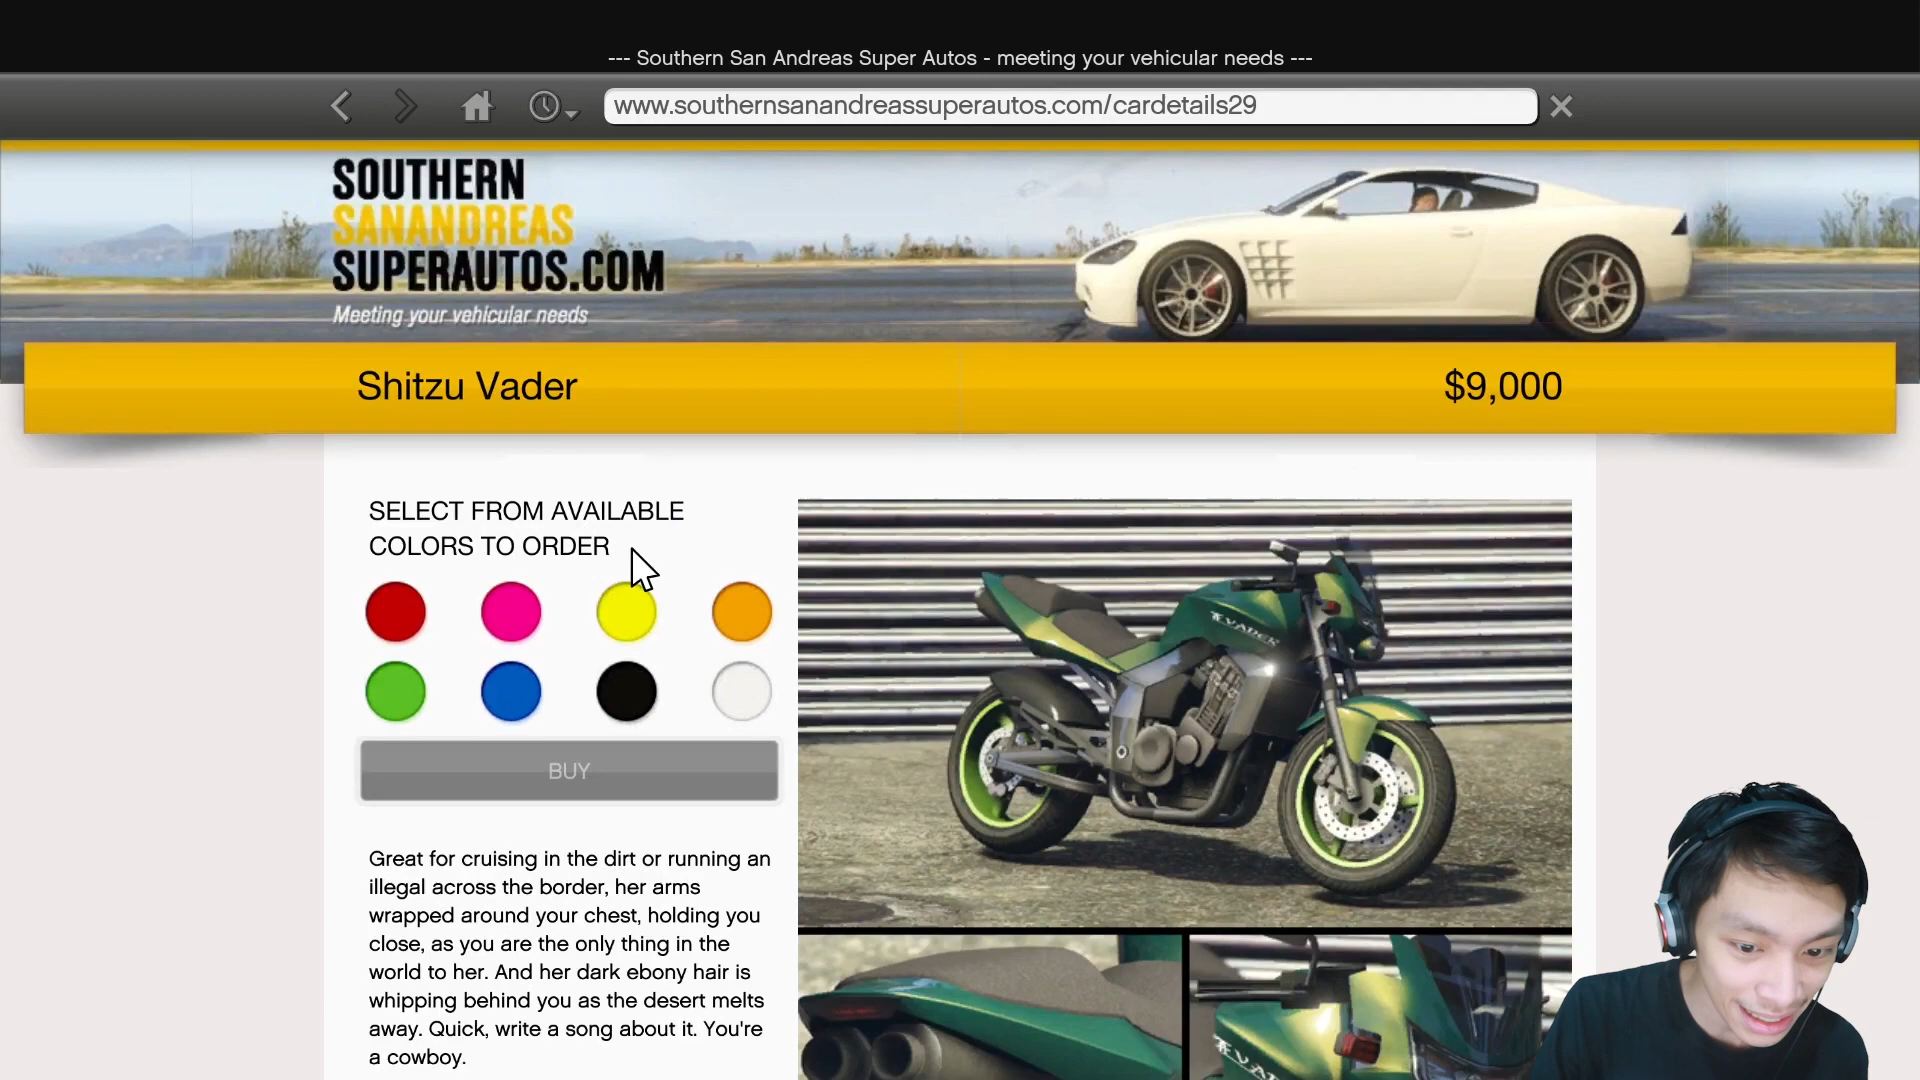 --- Southern San Andreas Super Autos - meeting your vehicular needs ---
www.southernsanandreassuperautos.com/cardetails29
SOUTHERN
SANANDREAS
SUPERAUTOS.COM
Meeting your vehicular needs
Shitzu Vader
$9,000
SELECT FROM AVAILABLE
COLORS TO ORDER
BUY
Great for cruising in the dirt or running an
illegal across the border, her arms
wrapped around your chest, holding you
close, as you are the only thing in the
world to her. And her dark ebony hair is
whipping behind you as the desert melts
away. Quick, write a song about it. You're
a cowboy.
VADER